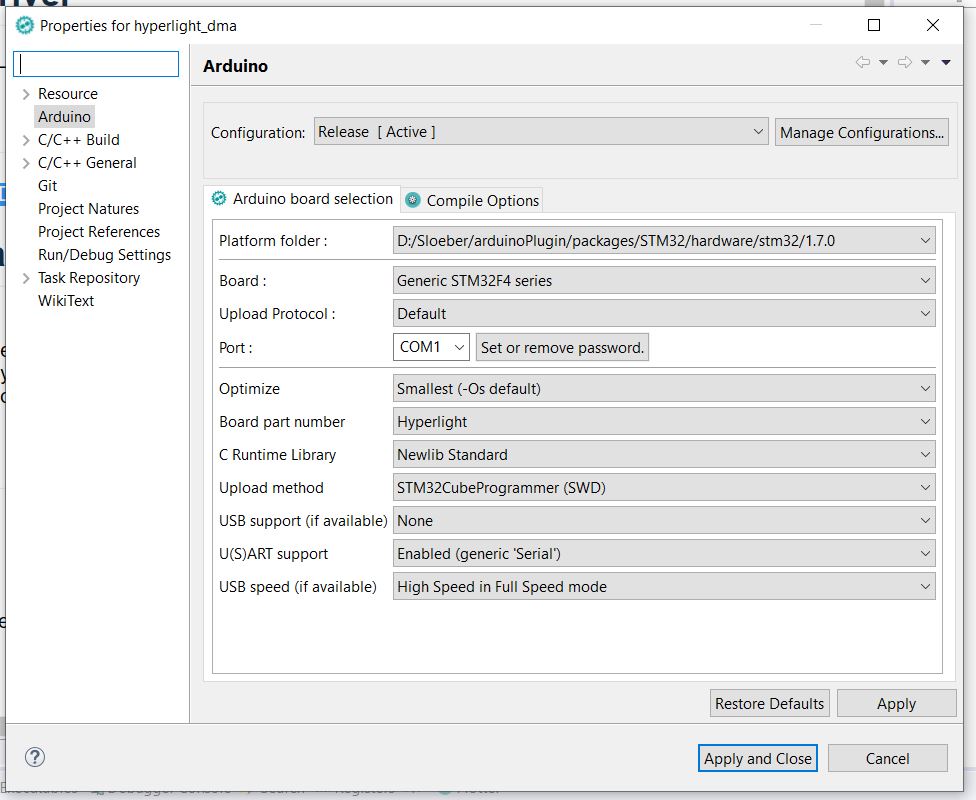 Properties for hyperlight_dma
Arduino
Resource
Arduino
C/C++ Build
C/C++ General
Git
Project Natures
Project References
Run/Debug Settings
Task Repository
WikiText
Configuration: Release [ Active ] Manage Configurations...
Arduino board selection Compile Options
Platform folder : D:/Sloeber/arduinoPlugin/packages/STM32/hardware/stm32/1.7.0
Board : Generic STM32F4 series
Upload Protocol : Default
Port : COM1 Set or remove password.
Optimize Smallest (-Os default)
Board part number Hyperlight
C Runtime Library Newlib Standard
Upload method STM32CubeProgrammer (SWD)
USB support (if available) None
U(S)ART support Enabled (generic 'Serial')
USB speed (if available) High Speed in Full Speed mode
Restore Defaults Apply
? Apply and Close Cancel